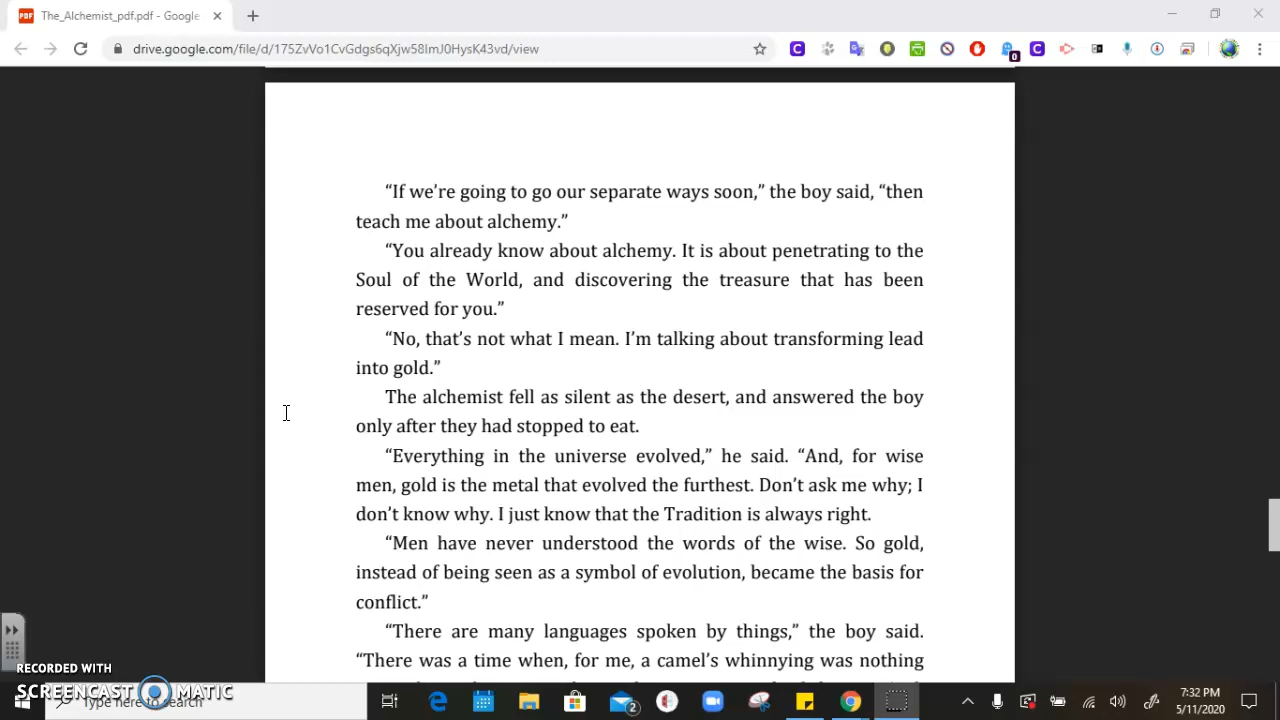 The_Alchemist_pdf.pdf - Google
drive.google.com/file/d/175ZvVo1CvGdgs6qXjw58lmJ0HysK43vd/view
0
“If we’re going to go our separate ways soon,” the boy said, “then
teach me about alchemy.”
“You already know about alchemy. It is about penetrating to the
Soul of the World, and discovering the treasure that has been
reserved for you.”
“No, that’s not what I mean. I’m talking about transforming lead
into gold.”
The alchemist fell as silent as the desert, and answered the boy
only after they had stopped to eat.
“Everything in the universe evolved,” he said. “And, for wise
men, gold is the metal that evolved the furthest. Don’t ask me why; I
don’t know why. I just know that the Tradition is always right.
“Men have never understood the words of the wise. So gold,
instead of being seen as a symbol of evolution, became the basis for
conflict.”
“There are many languages spoken by things,” the boy said.
“There was a time when, for me, a camel’s whinnying was nothing
RECORDED WITH
SCREENCAST MATIC
Type here to search
2
7:32 PM
5/11/2020